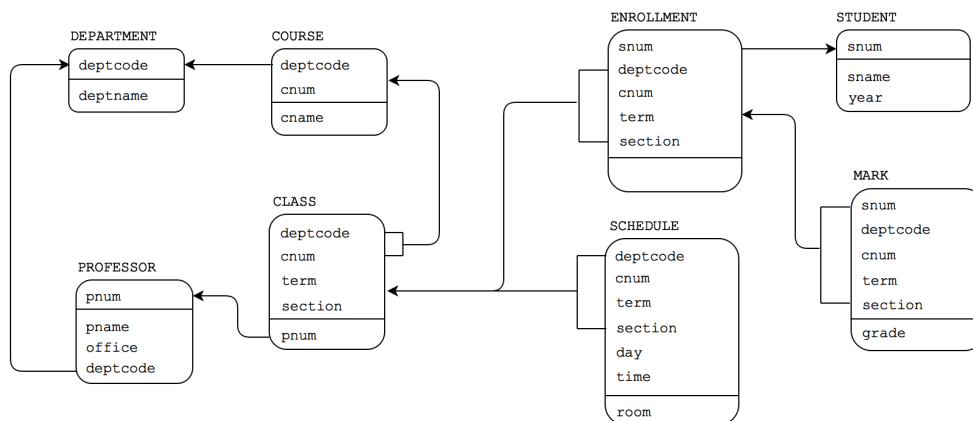 DEPARTMENT
deptcode
deptname
COURSE
deptcode
cnum
cname
ENROLLMENT
snum
deptcode
cnum
term
section
STUDENT
snum
sname
year
MARK
snum
deptcode
cnum
term
section
grade
CLASS
deptcode
cnum
term
section
pnum
SCHEDULE
deptcode
cnum
term
section
day
time
room
PROFESSOR
pnum
pname
office
deptcode